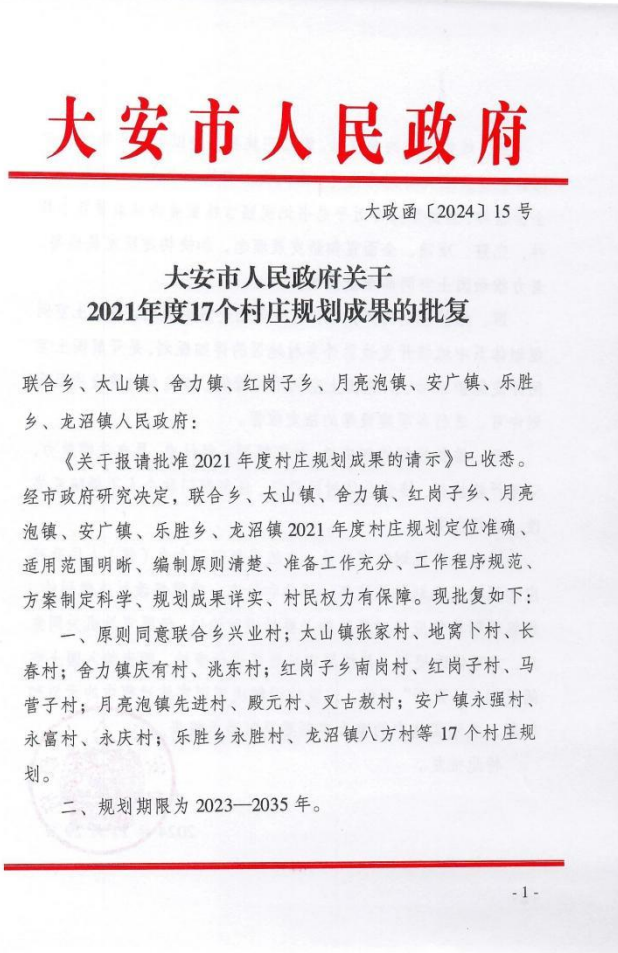 大安市人民政府
大政函〔2024〕15号
大安市人民政府关于
2021年度17个村庄规划成果的批复
联合乡、太山镇、舍力镇、红岗子乡、月亮泡镇、安广镇、乐胜
乡、龙沼镇人民政府：
《关于报请批准2021年度村庄规划成果的请示》已收悉。
经市政府研究决定，联合乡、太山镇、舍力镇、红岗子乡、月亮
泡镇、安广镇、乐胜乡、龙沼镇2021年度村庄规划定位准确、
适用范围明晰、编制原则清楚、准备工作充分、工作程序规范、
方案制定科学、规划成果详实、村民权力有保障。现批复如下：
一、原则同意联合乡兴业村；太山镇张家村、地窝卜村、长
春村；舍力镇庆有村、洮东村；红岗子乡南岗村、红岗子村、马
营子村；月亮泡镇先进村、殿元村、叉古敖村；安广镇永强村、
永富村、永庆村；乐胜乡永胜村、龙沼镇八方村等17个村庄规
划。
二、规划期限为2023—2035年。
- 1 -